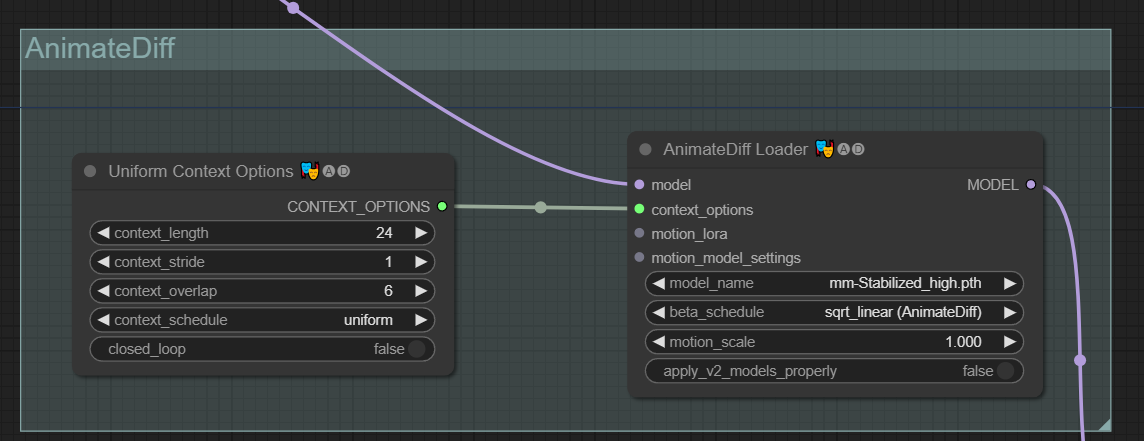 AnimateDiff
Uniform Context Options 🎭ⒶⒹ
CONTEXT_OPTIONS
context_length 24
context_stride 1
context_overlap 6
context_schedule uniform
closed_loop false
AnimateDiff Loader 🎭ⒶⒹ
model MODEL
context_options
motion_lora
motion_model_settings
model_name mm-Stabilized_high.pth
beta_schedule sqrt_linear (AnimateDiff)
motion_scale 1.000
apply_v2_models_properly false